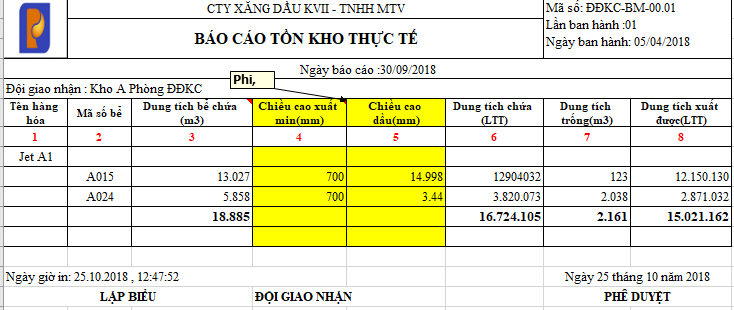 CTY XĂNG DẦU KVII - TNHH MTV
Mã số: ĐĐKC-BM-00.01
Lần ban hành :01
BÁO CÁO TỒN KHO THỰC TẾ
Ngày ban hành: 05/04/2018
Ngày báo cáo :30/09/2018
Phi,
Đội giao nhận : Kho A Phòng ĐĐKC
Tên hàng hóa Mã số bể Dung tích bể chứa (m3) Chiều cao xuất min(mm) Chiều cao dầu(mm) Dung tích chứa (LTT) Dung tích trống(m3) Dung tích xuất được(LTT)
1 2 3 4 5 6 7 8
Jet A1
A015 13.027 700 14.998 12904032 123 12.150.130
A024 5.858 700 3.44 3.820.073 2.038 2.871.032
18.885 16.724.105 2.161 15.021.162
Ngày giờ in: 25.10.2018 , 12:47:52 Ngày 25 tháng 10 năm 2018
LẬP BIỂU ĐỘI GIAO NHẬN PHÊ DUYỆT